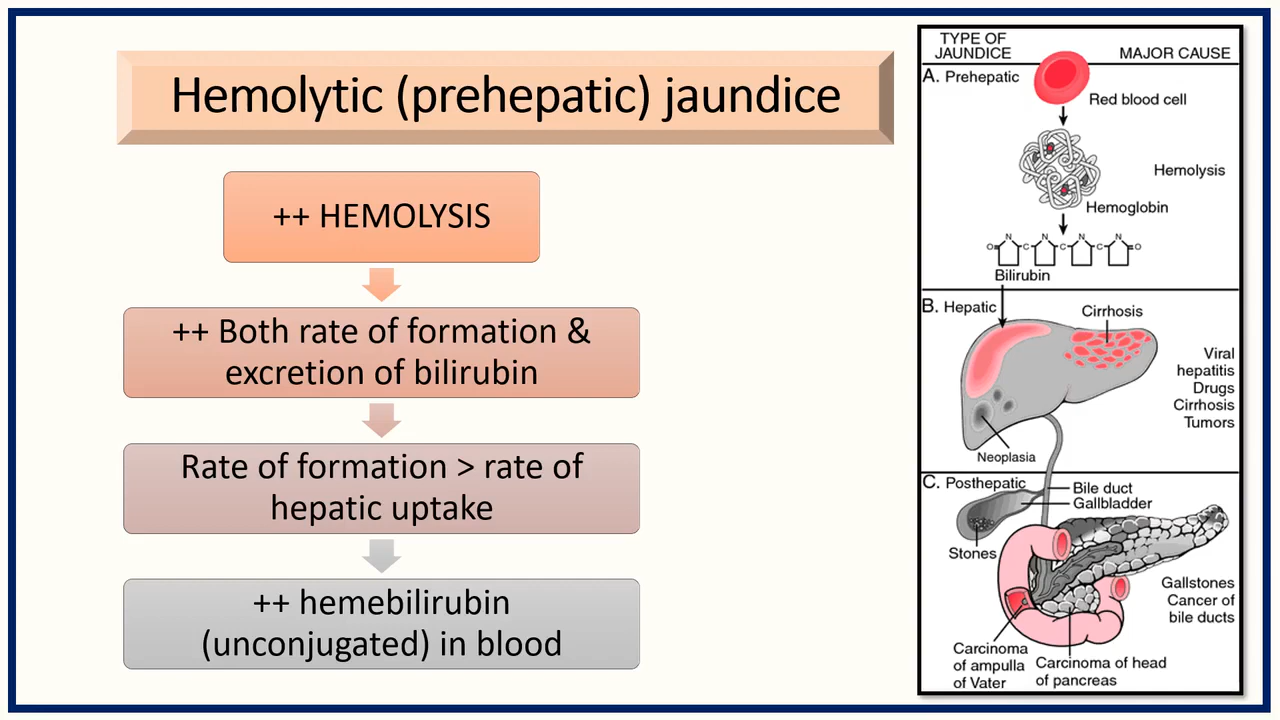 Hemolytic (prehepatic) jaundice
++ HEMOLYSIS
++ Both rate of formation &
excretion of bilirubin
Rate of formation > rate of
hepatic uptake
++ hemebilirubin
(unconjugated) in blood
TYPE OF
JAUNDICE
MAJOR CAUSE
A. Prehepatic
Red blood cell
Hemolysis
Hemoglobin
O N C N C N C N O
Bilirubin
B. Hepatic
Cirrhosis
Viral
hepatitis
Drugs
Cirrhosis
Tumors
Neoplasia
C. Posthepatic
Bile duct
Gallbladder
Stones
Gallstones
Cancer of
bile ducts
Carcinoma
of ampulla
of Vater
Carcinoma of head
of pancreas